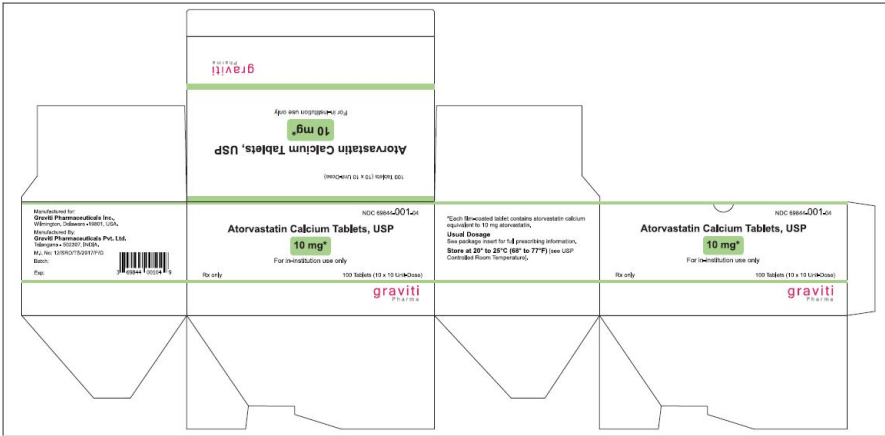 graviti
Pharma
For in-institution use only
10 mg*
Atorvastatin Calcium Tablets, USP
100 Tablets (10 x 10 Unit-Dose)
Manufactured for:
Graviti Pharmaceuticals Inc.,
Wilmington, Delaware •19801, USA.
Manufactured By:
Graviti Pharmaceuticals Pvt. Ltd.
Telangana • 502307, INDIA.
Batch:
Exp:
NDC 69844-001-04
Atorvastatin Calcium Tablets, USP
10 mg*
For in-institution use only
Rx only
100 Tablets (10 x 10 Unit-Dose)
graviti
Pharma
*Each film-coated tablet contains atorvastatin calcium
equivalent to 10 mg atorvastatin.
Usual Dosage
See package insert for full prescribing information.
Store at 20° to 25°C (68° to 77°F) (see USP
Controlled Room Temperature).
NDC 69844-001-04
Atorvastatin Calcium Tablets, USP
10 mg*
For in-institution use only
Rx only
100 Tablets (10 x 10 Unit-Dose)
graviti
Pharma